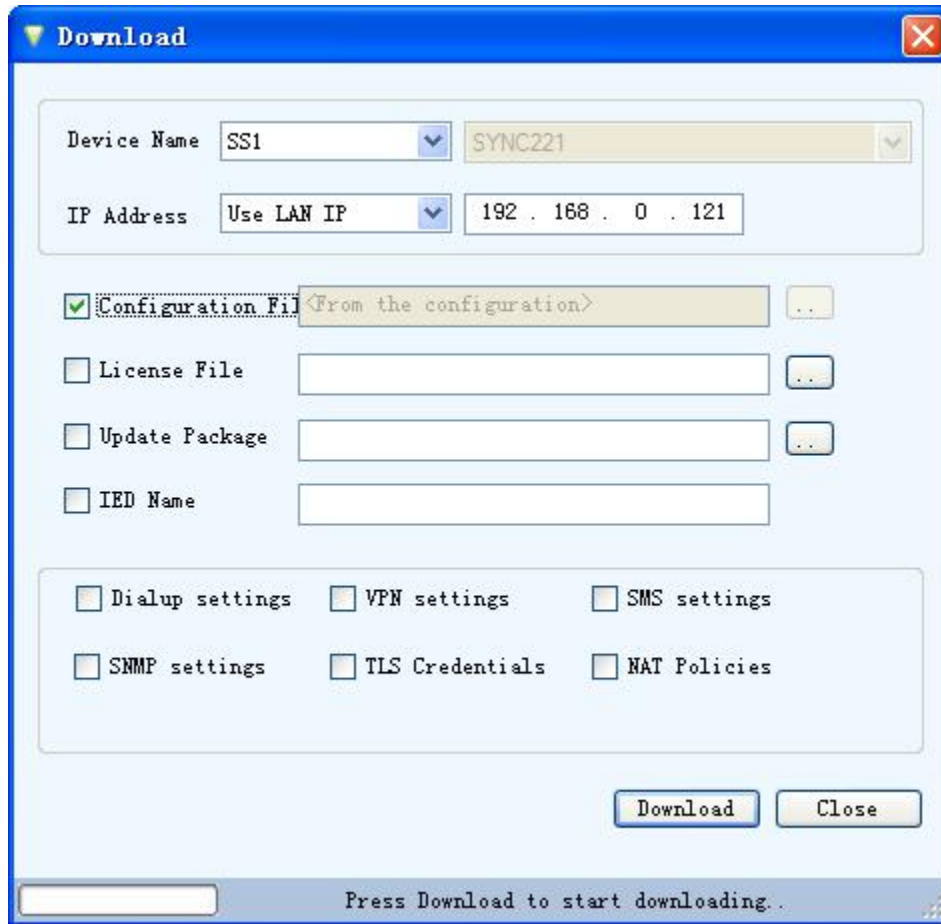 Download
Device Name SS1 SYNC221
IP Address Use LAN IP 192 . 168 . 0 . 121
Configuration Fil <From the configuration> ..
License File ..
Update Package ..
IED Name
Dialup settings VPN settings SMS settings
SNMP settings TLS Credentials NAT Policies
Download Close
Press Download to start downloading..